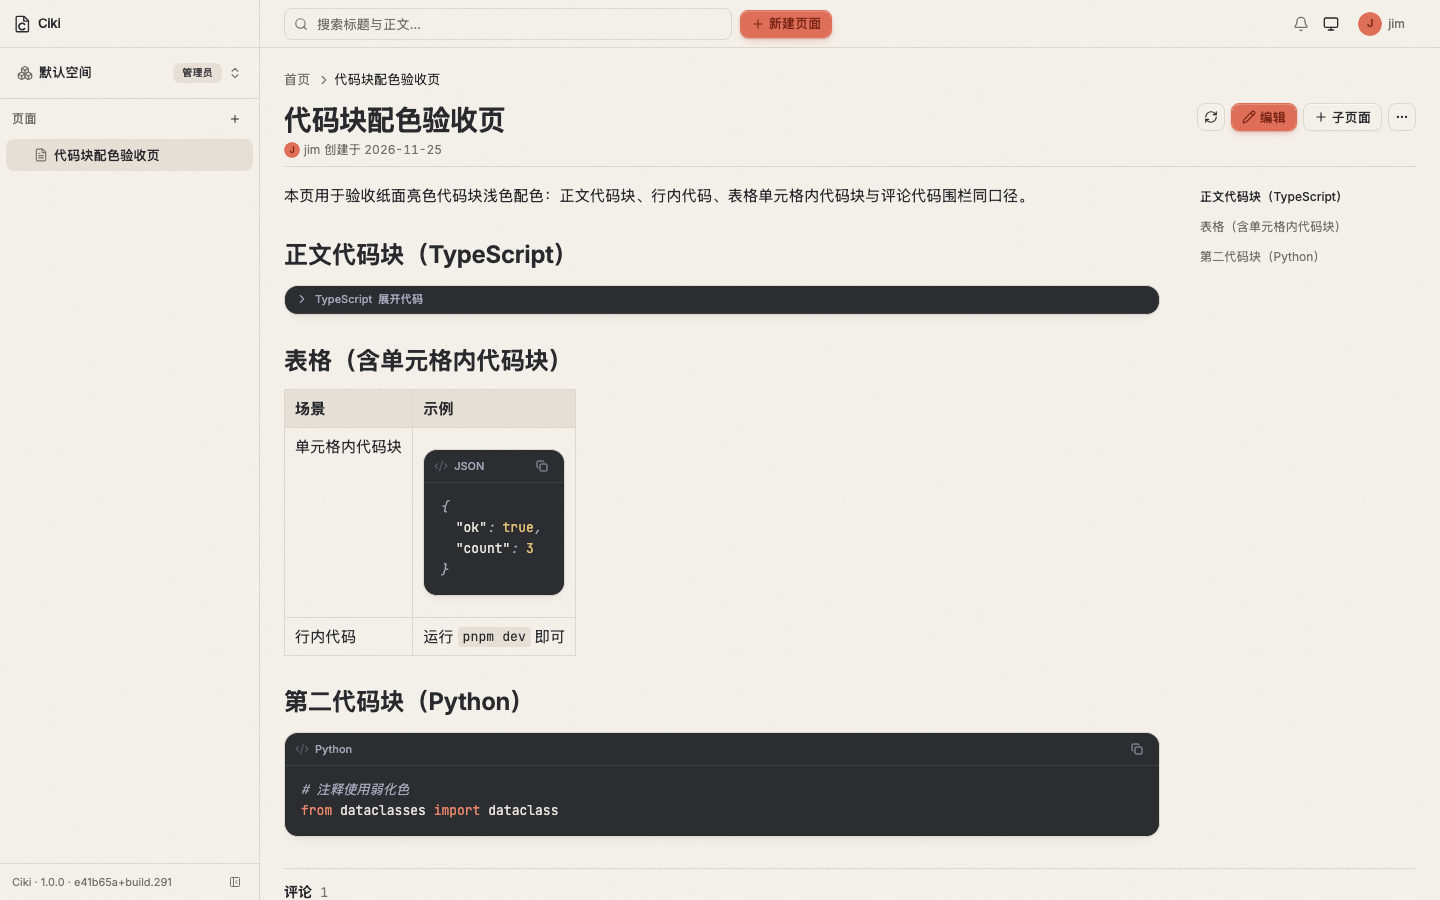 Ciki
搜索标题与正文...
新建页面
J jim
默认空间
管理员
页面
代码块配色验收页
首页 > 代码块配色验收页
代码块配色验收页
编辑
子页面
J jim 创建于 2026-11-25
本页用于验收纸面亮色代码块浅色配色：正文代码块、行内代码、表格单元格内代码块与评论代码围栏同口径。
正文代码块（TypeScript）
表格（含单元格内代码块）
第二代码块（Python）
正文代码块（TypeScript）
TypeScript 展开代码
表格（含单元格内代码块）
场景 示例
单元格内代码块
</> JSON
{
"ok": true,
"count": 3
}
行内代码 运行 pnpm dev 即可
第二代码块（Python）
</> Python
# 注释使用弱化色
from dataclasses import dataclass
评论 1
Ciki · 1.0.0 · e41b65a+build.291